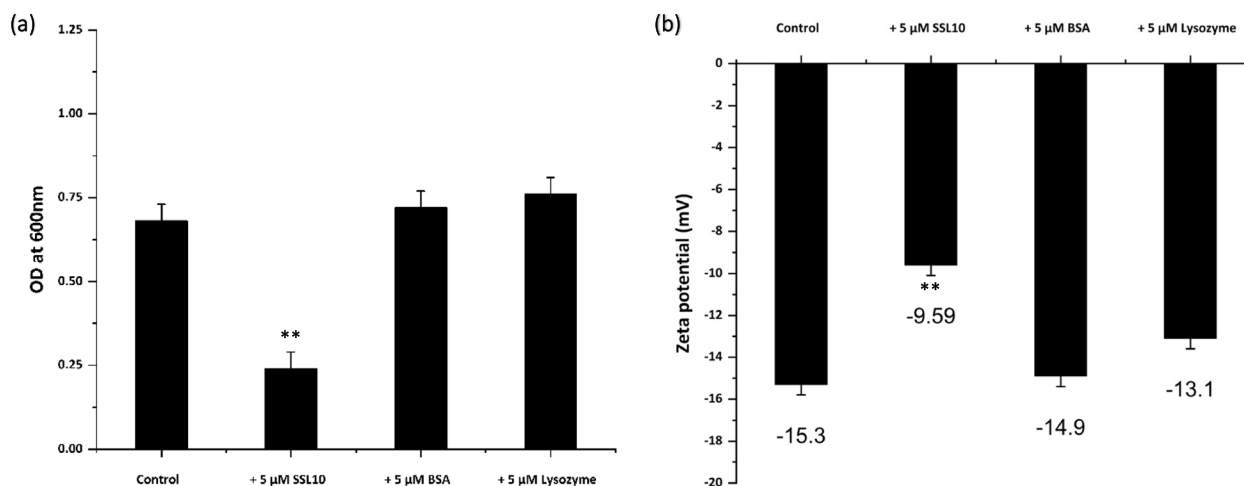 (a)
1.25
1.00
0.75
0.50
0.25
0.00
OD at 600nm
**
Control
+ 5 μM SSL10
+ 5 μM BSA
+ 5 μM Lysozyme
(b)
Control
+ 5 μM SSL10
+ 5 μM BSA
+ 5 μM Lysozyme
0
-2
-4
-6
-8
-10
-12
-14
-16
-18
-20
Zeta potential (mV)
-15.3
**
-9.59
-14.9
-13.1